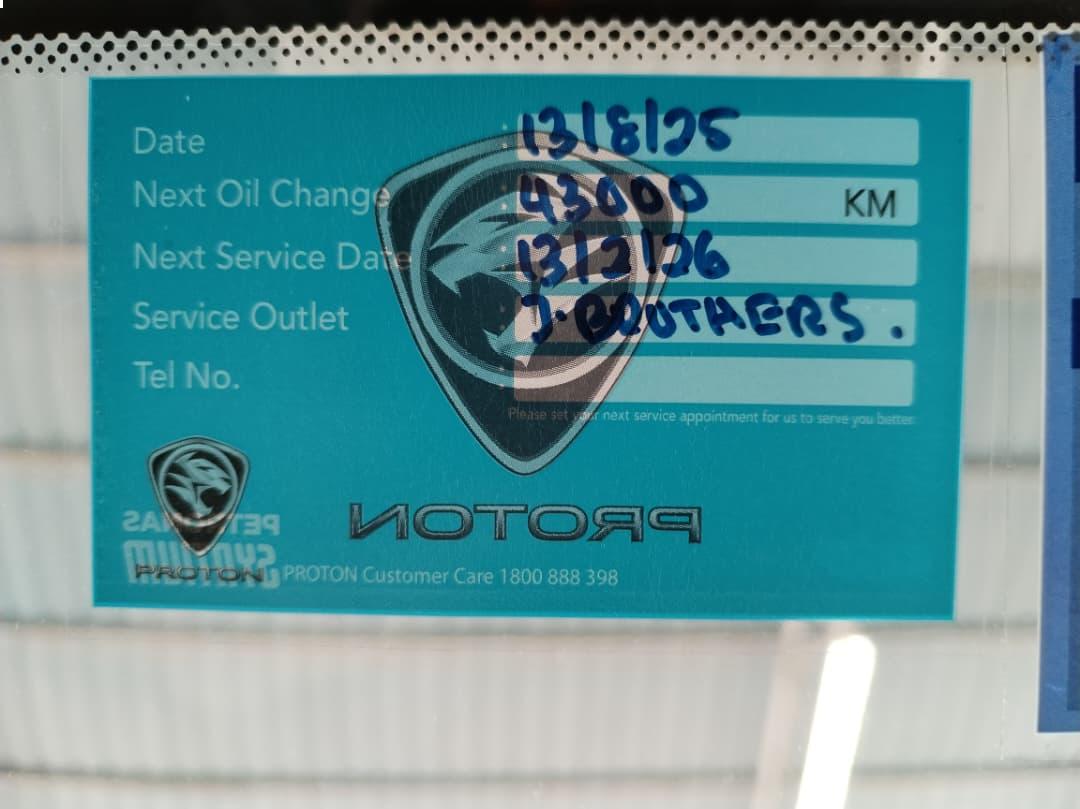 Date : 13/8/25
Next Oil Change : 43000 KM
Next Service Date : 13/2/26
Service Outlet : J. BROTHERS.
Tel No. :
Please set your next service appointment for us to serve you better.
PROTON
PETRONAS
Syntium
PROTON
PROTON Customer Care 1800 888 398